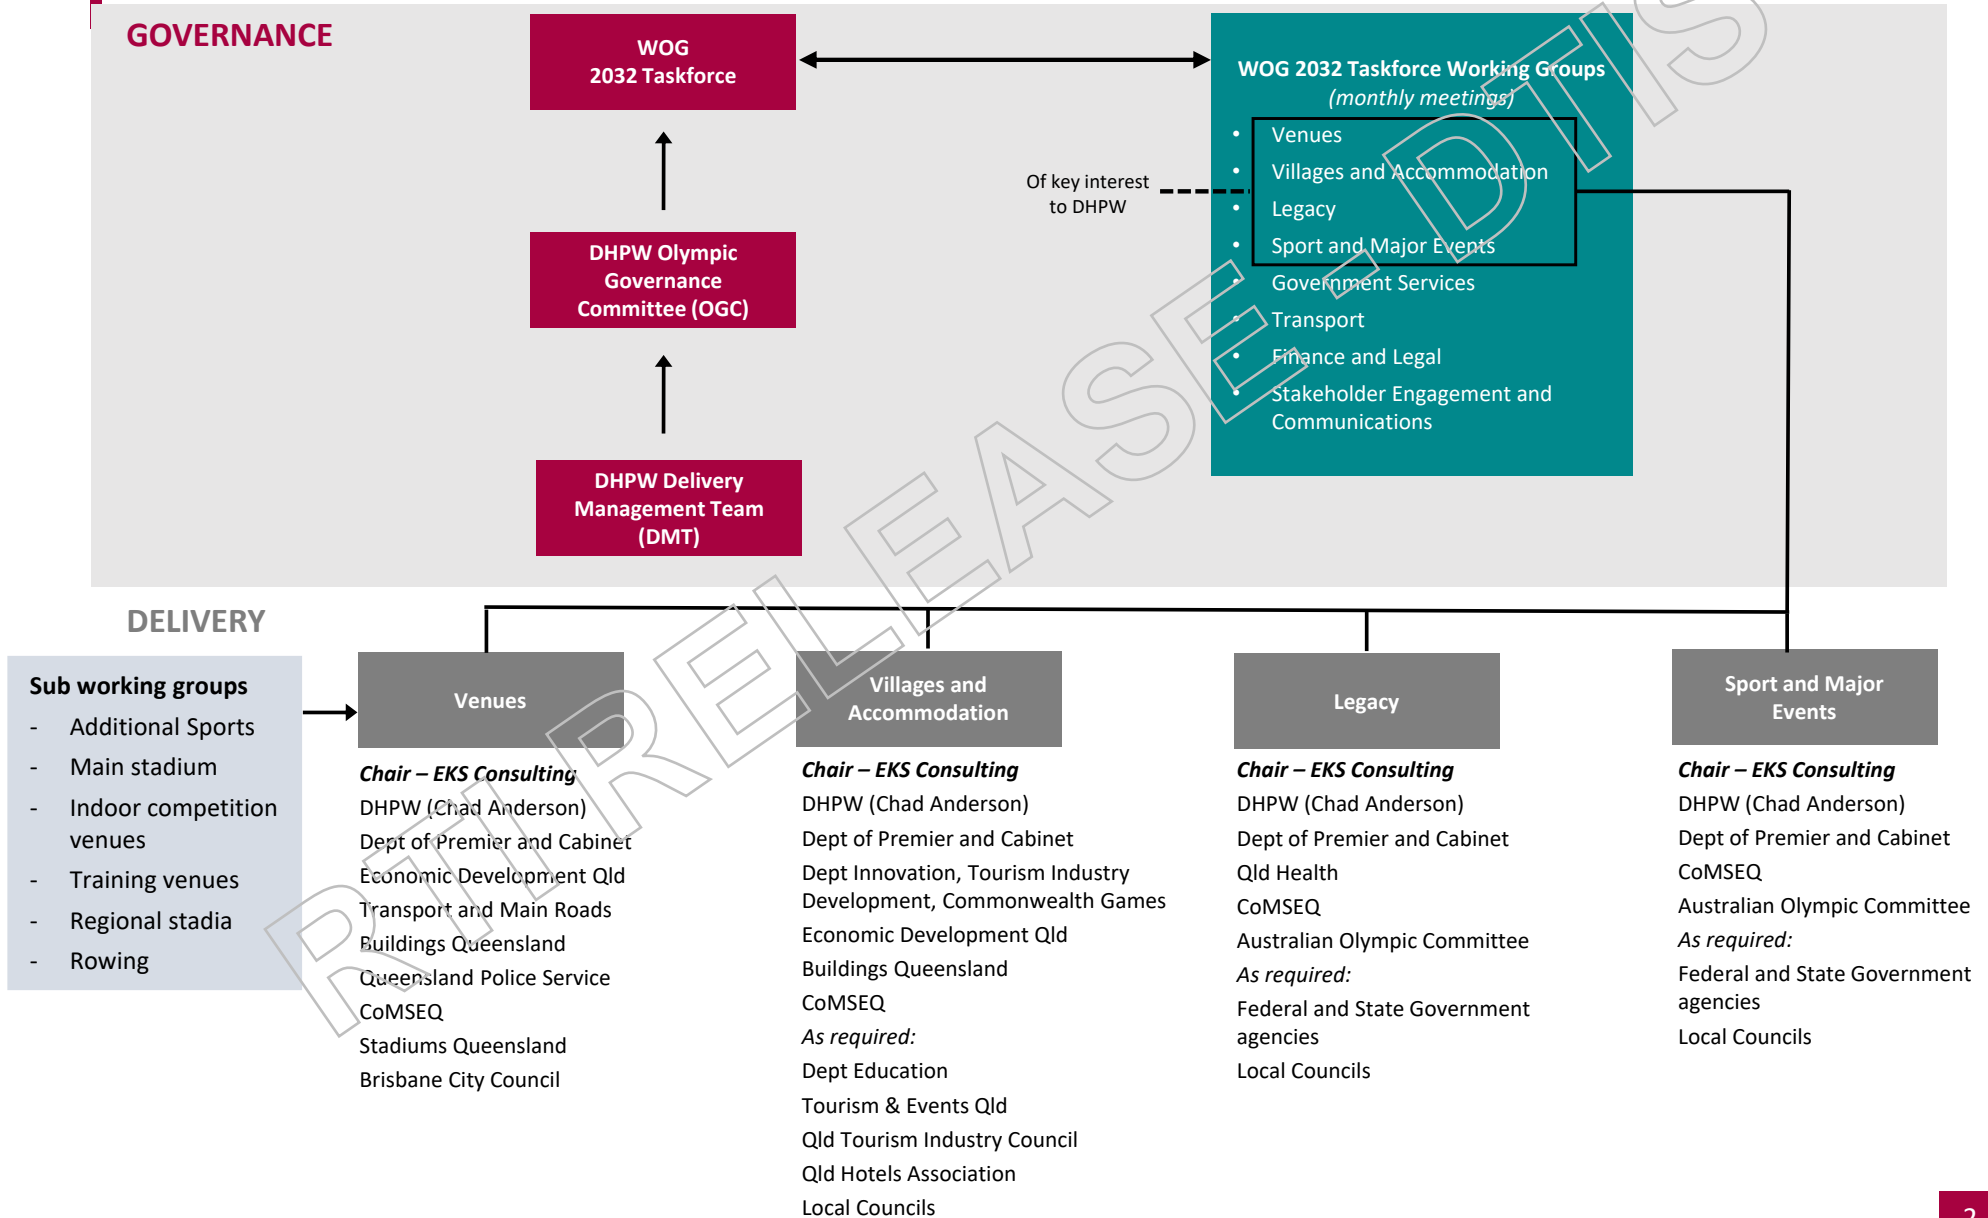 GOVERNANCE
WOG
2032 Taskforce
WOG 2032 Taskforce Working Groups
(monthly meetings)
• Venues
• Villages and Accommodation
• Legacy
• Sport and Major Events
• Government Services
• Transport
• Finance and Legal
• Stakeholder Engagement and
Communications
Of key interest
to DHPW
DHPW Olympic
Governance
Committee (OGC)
DHPW Delivery
Management Team
(DMT)
DELIVERY
Sub working groups
- Additional Sports
- Main stadium
- Indoor competition
venues
- Training venues
- Regional stadia
- Rowing
Venues
Chair – EKS Consulting
DHPW (Chad Anderson)
Dept of Premier and Cabinet
Economic Development Qld
Transport and Main Roads
Buildings Queensland
Queensland Police Service
CoMSEQ
Stadiums Queensland
Brisbane City Council
Villages and
Accommodation
Chair – EKS Consulting
DHPW (Chad Anderson)
Dept of Premier and Cabinet
Dept Innovation, Tourism Industry
Development, Commonwealth Games
Economic Development Qld
Buildings Queensland
CoMSEQ
As required:
Dept Education
Tourism & Events Qld
Qld Tourism Industry Council
Qld Hotels Association
Local Councils
Legacy
Chair – EKS Consulting
DHPW (Chad Anderson)
Dept of Premier and Cabinet
Qld Health
CoMSEQ
Australian Olympic Committee
As required:
Federal and State Government
agencies
Local Councils
Sport and Major
Events
Chair – EKS Consulting
DHPW (Chad Anderson)
Dept of Premier and Cabinet
CoMSEQ
Australian Olympic Committee
As required:
Federal and State Government
agencies
Local Councils
RTI RELEASE - DTIS
2